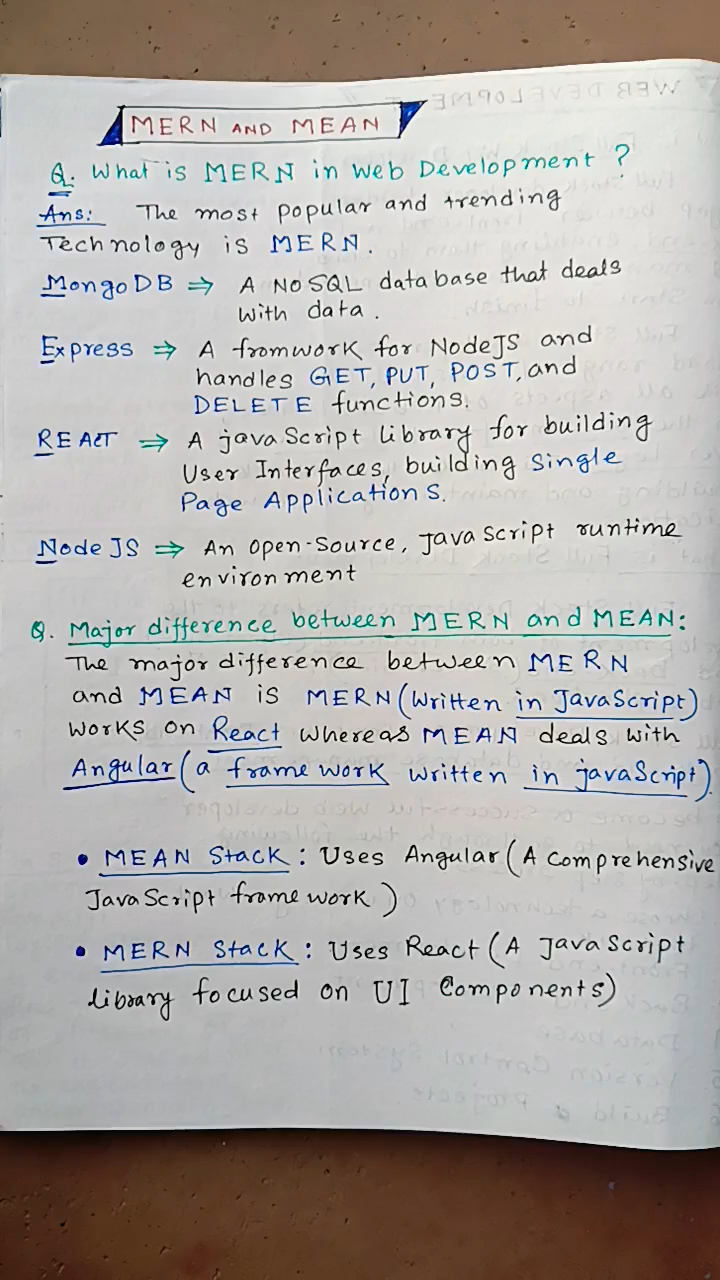 MERN AND MEAN
Q. What is MERN in Web Development ?
Ans: The most popular and trending
Technology is MERN.
MongoDB ⇒ A NOSQL database that deals
with data.
Express ⇒ A fromwork for NodeJS and
handles GET, PUT, POST, and
DELETE functions.
REACT ⇒ A javaScript library for building
User Interfaces, building Single
Page Applications.
Node JS ⇒ An open-Source, JavaScript runtime
environment
Q. Major difference between MERN and MEAN:
The major difference between MERN
and MEAN is MERN (Written in JavaScript)
Works on React whereas MEAN deals with
Angular (a frame work written in javaScript).
• MEAN Stack : Uses Angular (A Comprehensive
JavaScript frame work)
• MERN Stack : Uses React (A JavaScript
library focused on UI Components)